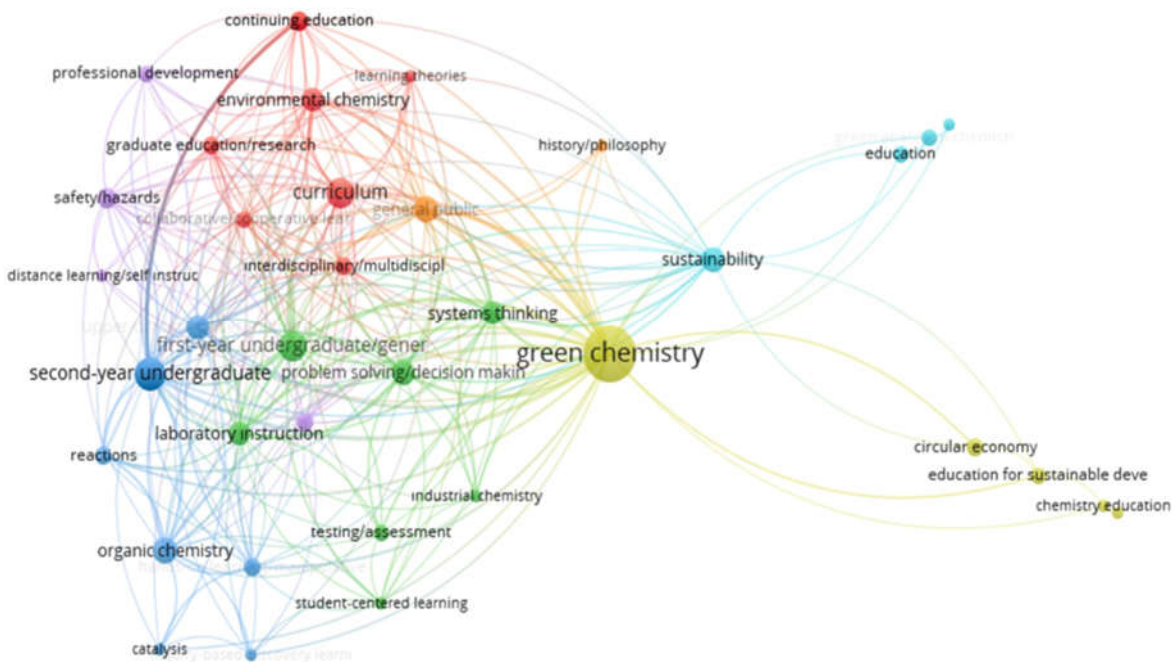 continuing education
professional development
learning theories
environmental chemistry
graduate education/research
history/philosophy
education
safety/hazards
curriculum
general public
collaborative/cooperative lear
interdisciplinary/multidiscipl
sustainability
distance learning/self instruc
systems thinking
first-year undergraduate/gener
green chemistry
second-year undergraduate
problem solving/decision makin
laboratory instruction
reactions
circular economy
education for sustainable deve
industrial chemistry
chemistry education
testing/assessment
organic chemistry
student-centered learning
catalysis